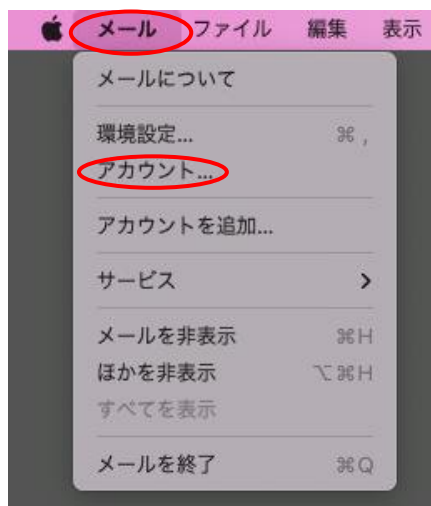 メール ファイル 編集 表示
メールについて
環境設定... ⌘ ,
アカウント...
アカウントを追加...
サービス >
メールを非表示 ⌘H
ほかを非表示 ⌥⌘H
すべてを表示
メールを終了 ⌘Q